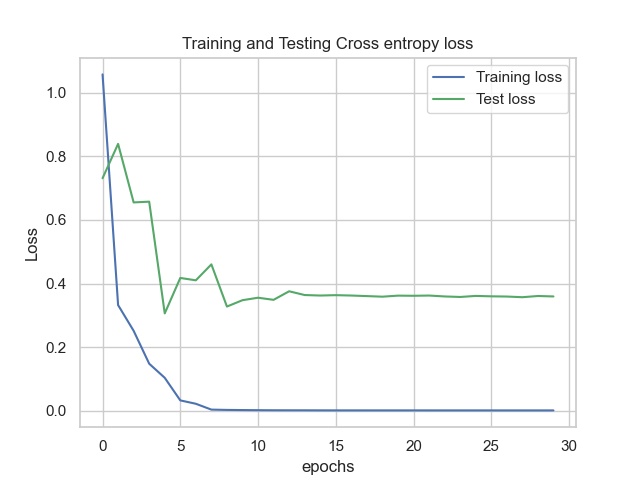 Training and Testing Cross entropy loss
Training loss
Test loss
1.0
0.8
0.6
0.4
0.2
0.0
Loss
0 5 10 15 20 25 30
epochs